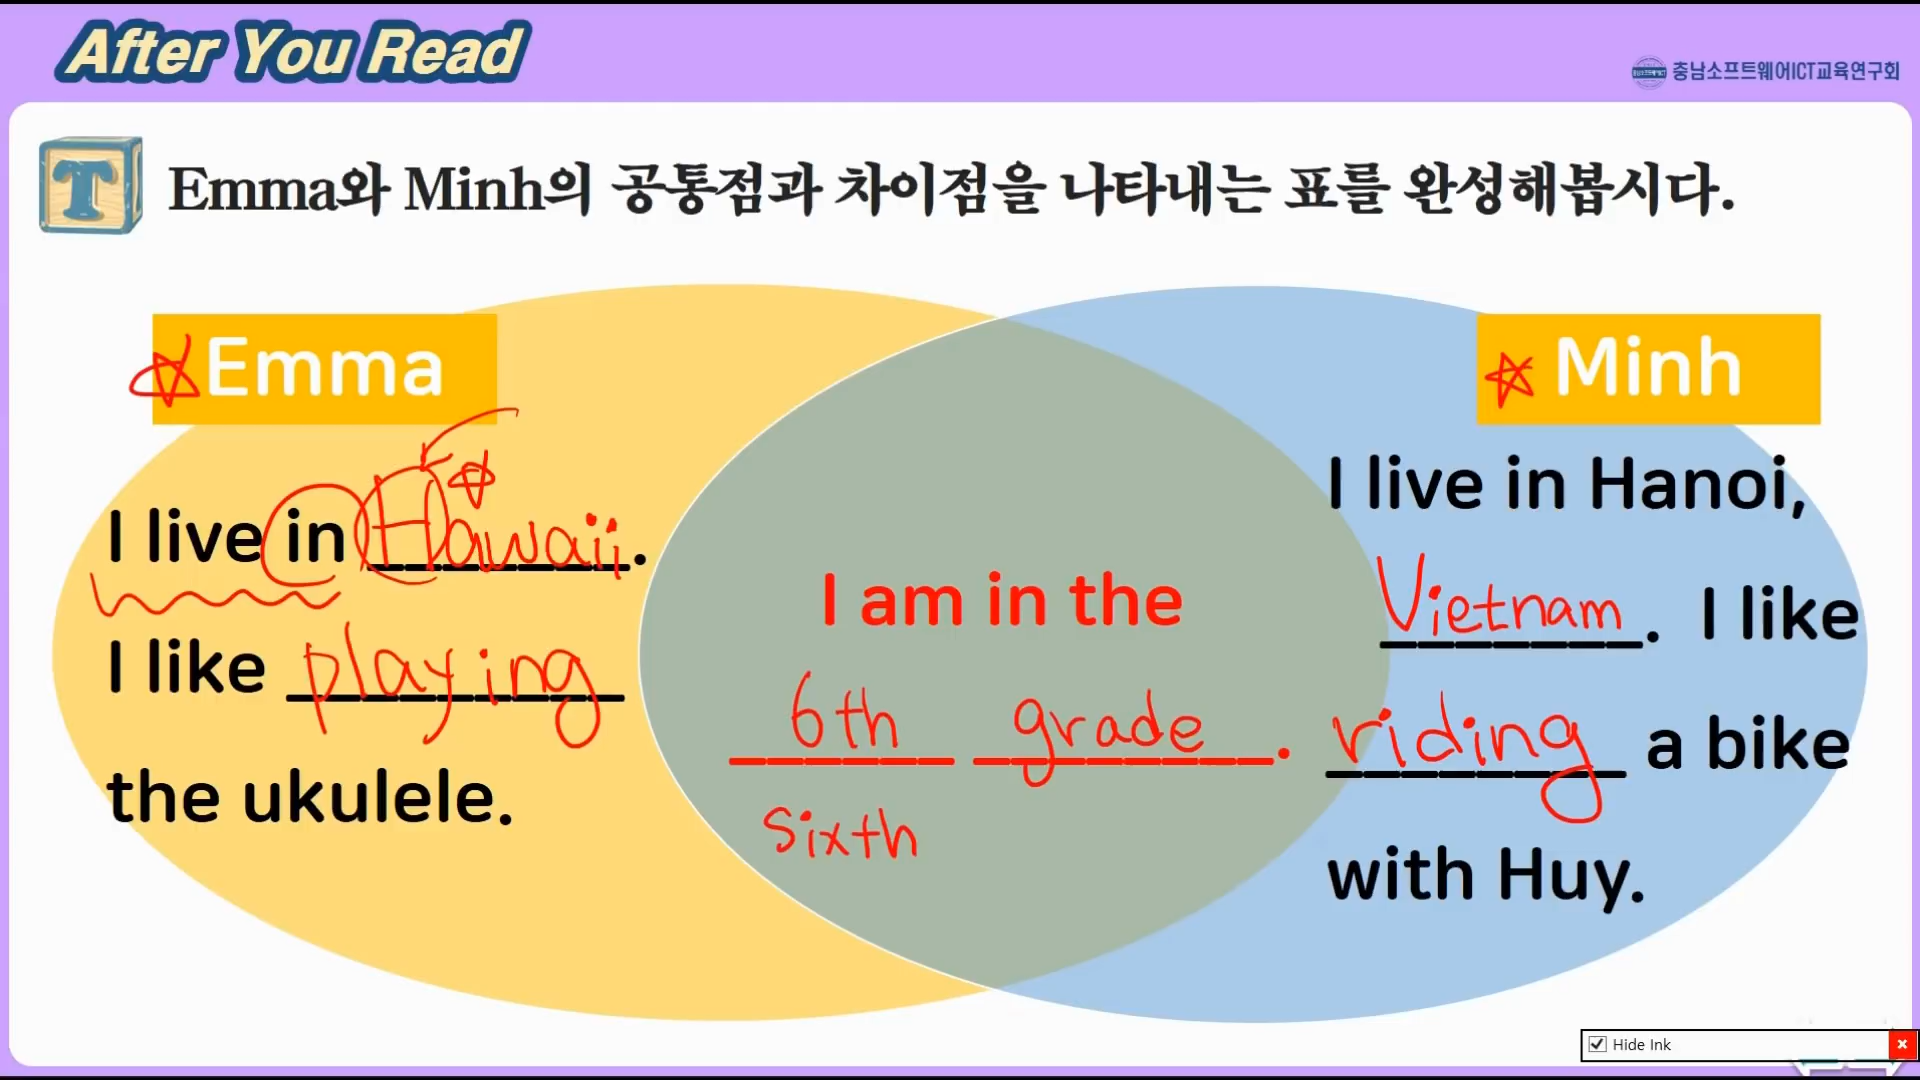 After You Read
충남소프트웨어ICT교육연구회
T Emma와 Minh의 공통점과 차이점을 나타내는 표를 완성해봅시다.
Emma
I live in Hawaii.
I like playing
the ukulele.
I am in the
6th grade.
sixth
Minh
I live in Hanoi,
Vietnam. I like
riding a bike
with Huy.
Hide Ink